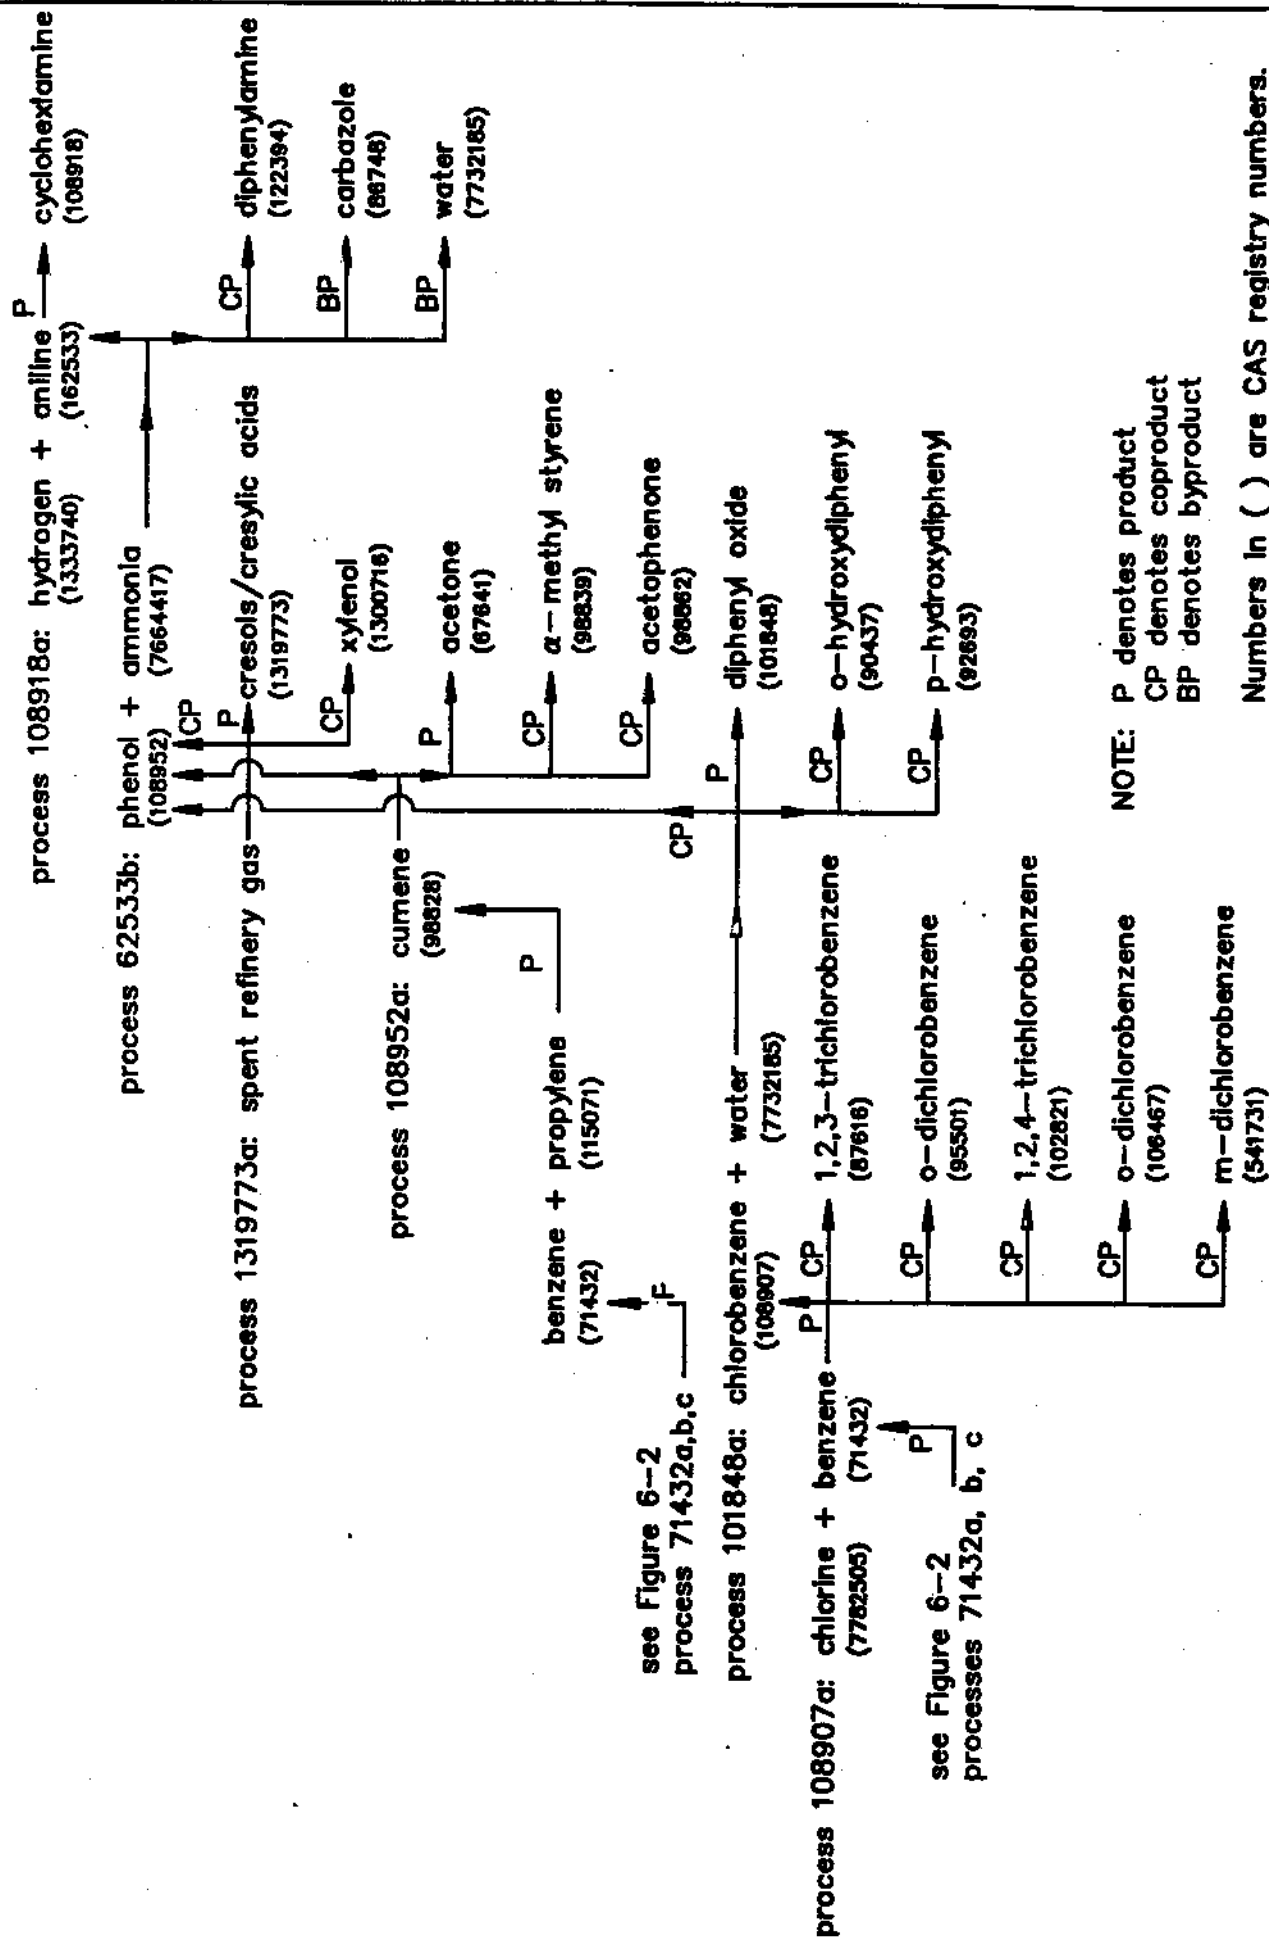 process 108918a: hydrogen + aniline P cyclohexlamine
(1333740) (162533) (108918)
process 62533b: phenol + ammonia
(108952) (7664417)
CP diphenylamine
(122394)
BP carbazole
(86748)
BP water
(7732185)
process 1319773a: spent refinery gas P cresols/cresylic acids
(1319773)
CP
CP xylenol
(1300716)
process 108952a: cumene
(98828)
P acetone
(67641)
CP α-methyl styrene
(98839)
CP acetophenone
(98862)
P
benzene + propylene
(71432) (115071)
F
see Figure 6-2
process 71432a,b,c
process 101848a: chlorobenzene + water
(108907) (7732185)
CP
P diphenyl oxide
(101848)
CP o-hydroxydiphenyl
(90437)
CP p-hydroxydiphenyl
(92693)
process 108907a: chlorine + benzene
(7782505) (71432)
P
CP 1,2,3-trichlorobenzene
(87616)
CP o-dichlorobenzene
(95501)
CP 1,2,4-trichlorobenzene
(102821)
CP o-dichlorobenzene
(106467)
CP m-dichlorobenzene
(541731)
P
see Figure 6-2
processes 71432a, b, c
NOTE: P denotes product
CP denotes coproduct
BP denotes byproduct
Numbers in ( ) are CAS registry numbers.